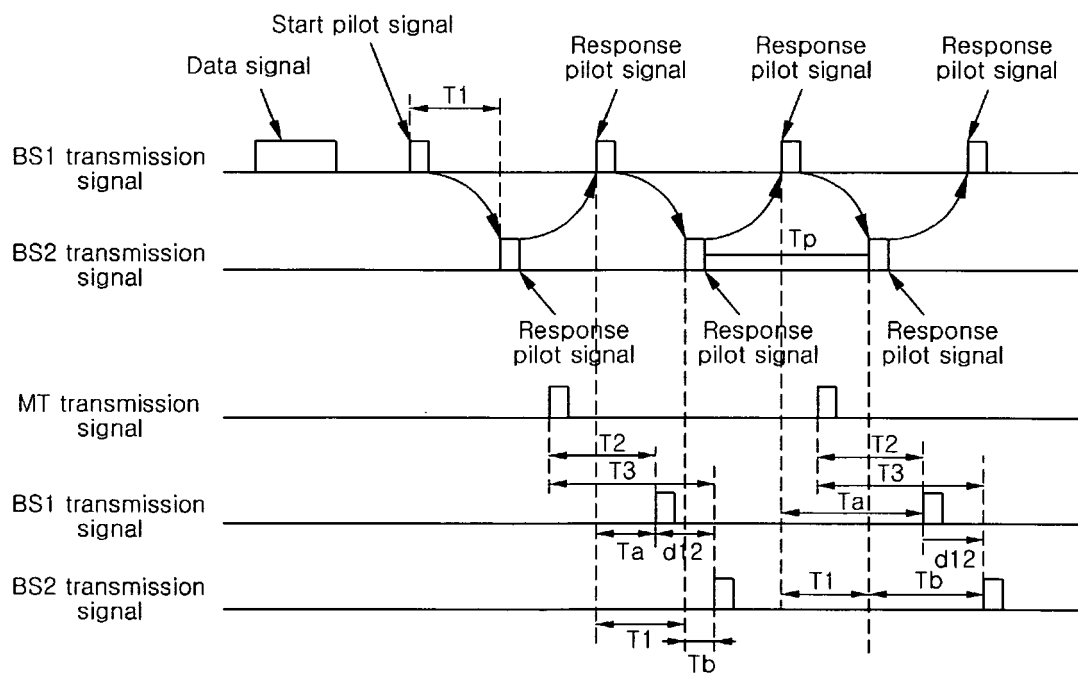 Start pilot signal
Data signal
Response
pilot signal
Response
pilot signal
Response
pilot signal
T1
BS1 transmission
signal
BS2 transmission
signal
Tp
Response
pilot signal
Response
pilot signal
Response
pilot signal
MT transmission
signal
T2
T3
T2
T3
BS1 transmission
signal
Ta
Ta
d12
d12
BS2 transmission
signal
T1
Tb
T1
Tb